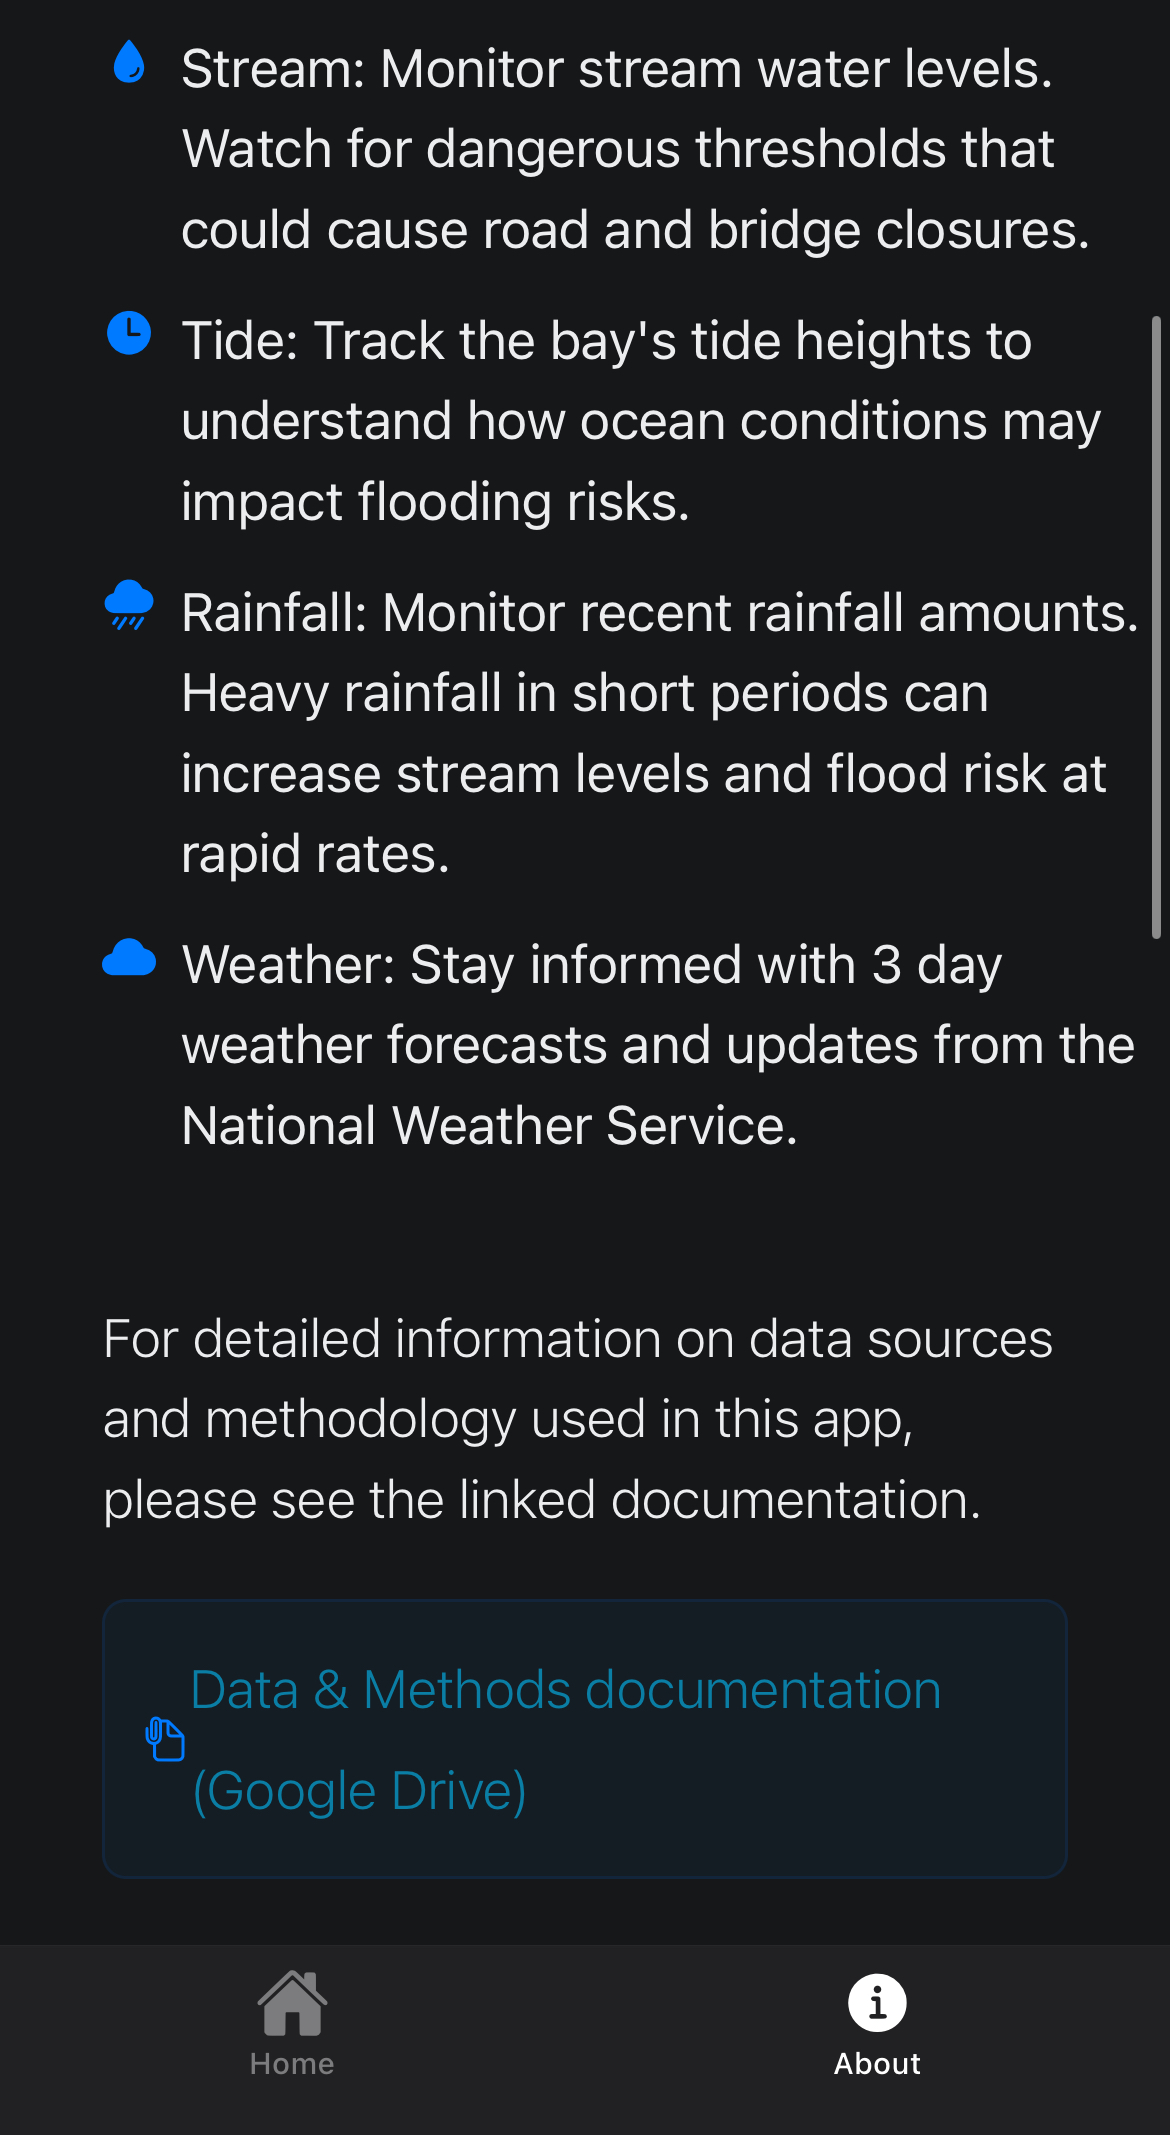 Stream: Monitor stream water levels.
Watch for dangerous thresholds that
could cause road and bridge closures.
Tide: Track the bay's tide heights to
understand how ocean conditions may
impact flooding risks.
Rainfall: Monitor recent rainfall amounts.
Heavy rainfall in short periods can
increase stream levels and flood risk at
rapid rates.
Weather: Stay informed with 3 day
weather forecasts and updates from the
National Weather Service.
For detailed information on data sources
and methodology used in this app,
please see the linked documentation.
Data & Methods documentation
(Google Drive)
Home
About